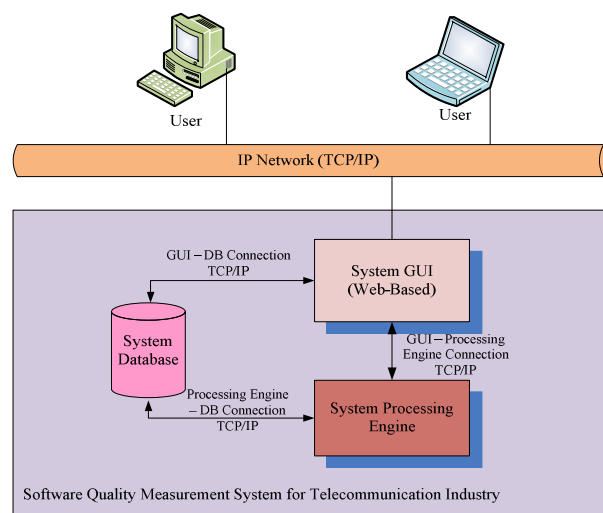 User
User
IP Network (TCP/IP)
GUI – DB Connection
TCP/IP
System GUI
(Web-Based)
System
Database
GUI – Processing
Engine Connection
TCP/IP
Processing Engine
– DB Connection
TCP/IP
System Processing
Engine
Software Quality Measurement System for Telecommunication Industry